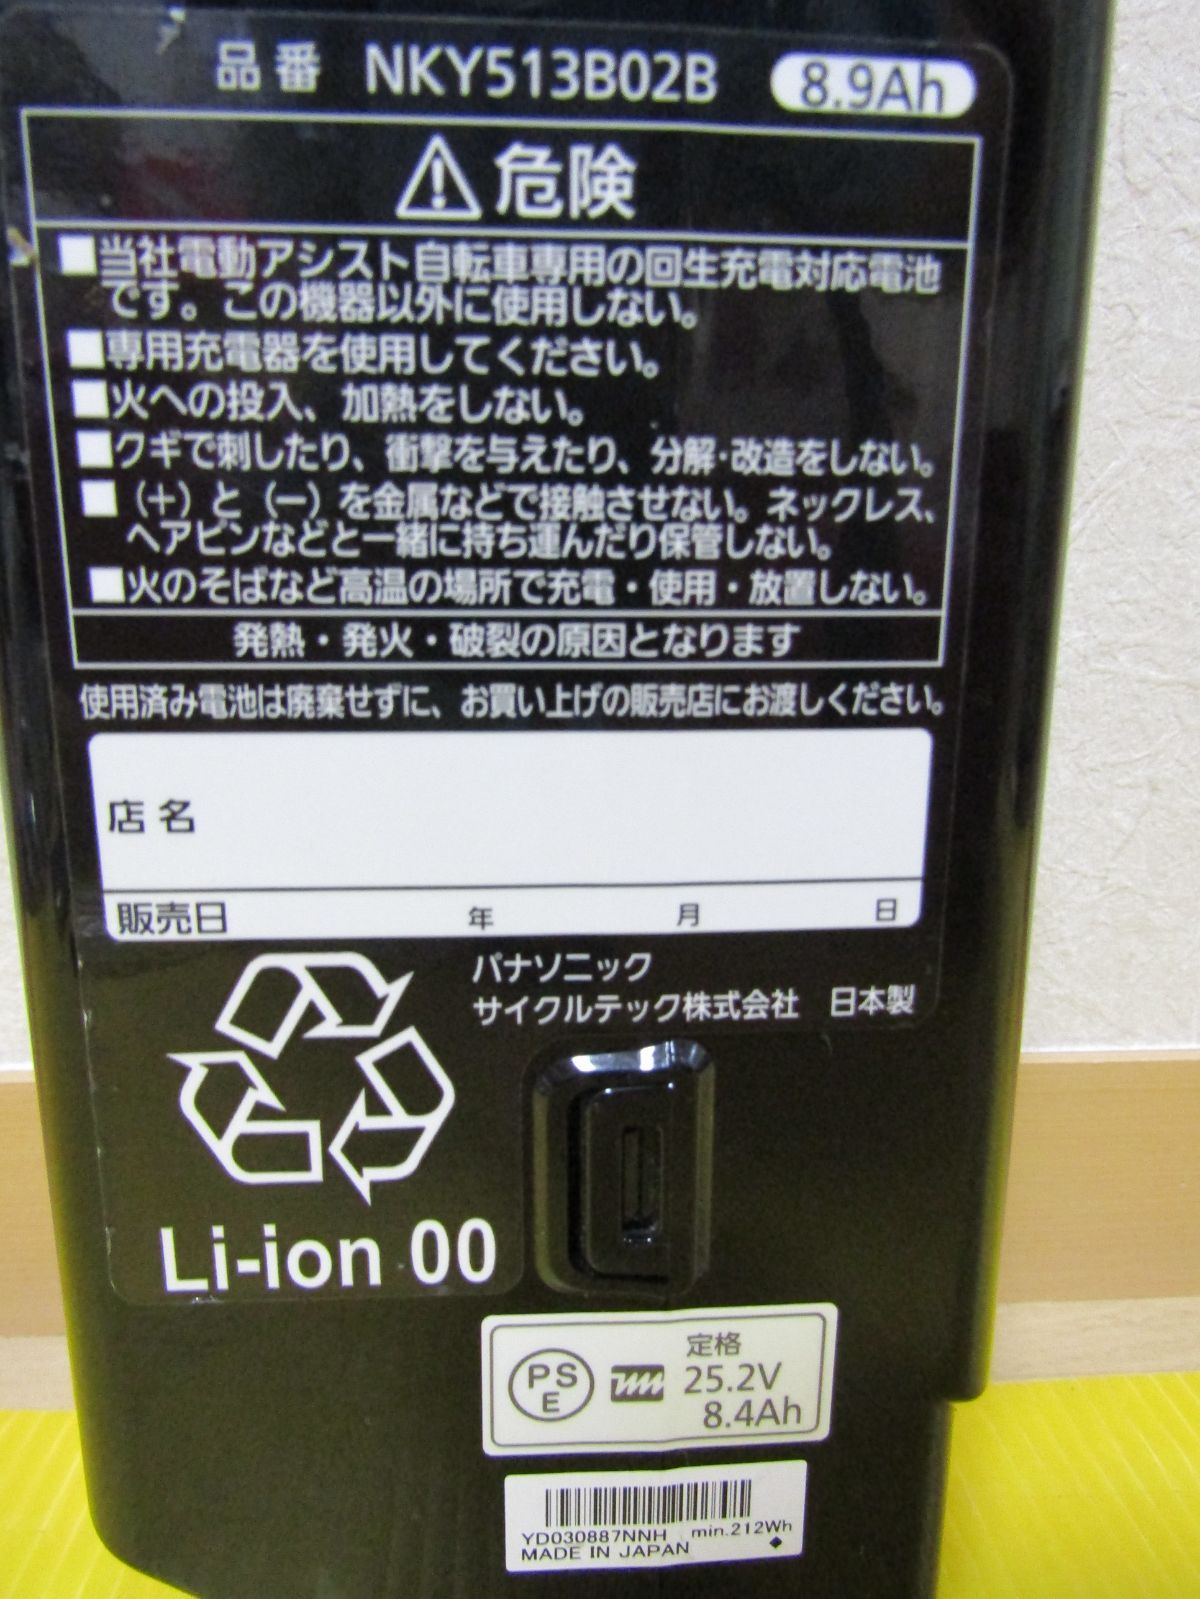 品番 NKY513B02B 8.9Ah
危険
■当社電動アシスト自転車専用の回生充電対応電池
です。この機器以外に使用しない。
■専用充電器を使用してください。
■火への投入、加熱をしない。
■クギで刺したり、衝撃を与えたり、分解・改造をしない。
■(+)と(−)を金属などで接触させない。ネックレス、
ヘアピンなどと一緒に持ち運んだり保管しない。
■火のそばなど高温の場所で充電・使用・放置しない。
発熱・発火・破裂の原因となります
使用済み電池は廃棄せずに、お買い上げの販売店にお渡しください。
店名
販売日 年 月 日
パナソニック
サイクルテック株式会社 日本製
Li-ion 00
PS
E
定格
25.2V
8.4Ah
YD030887NNH min.212Wh
MADE IN JAPAN